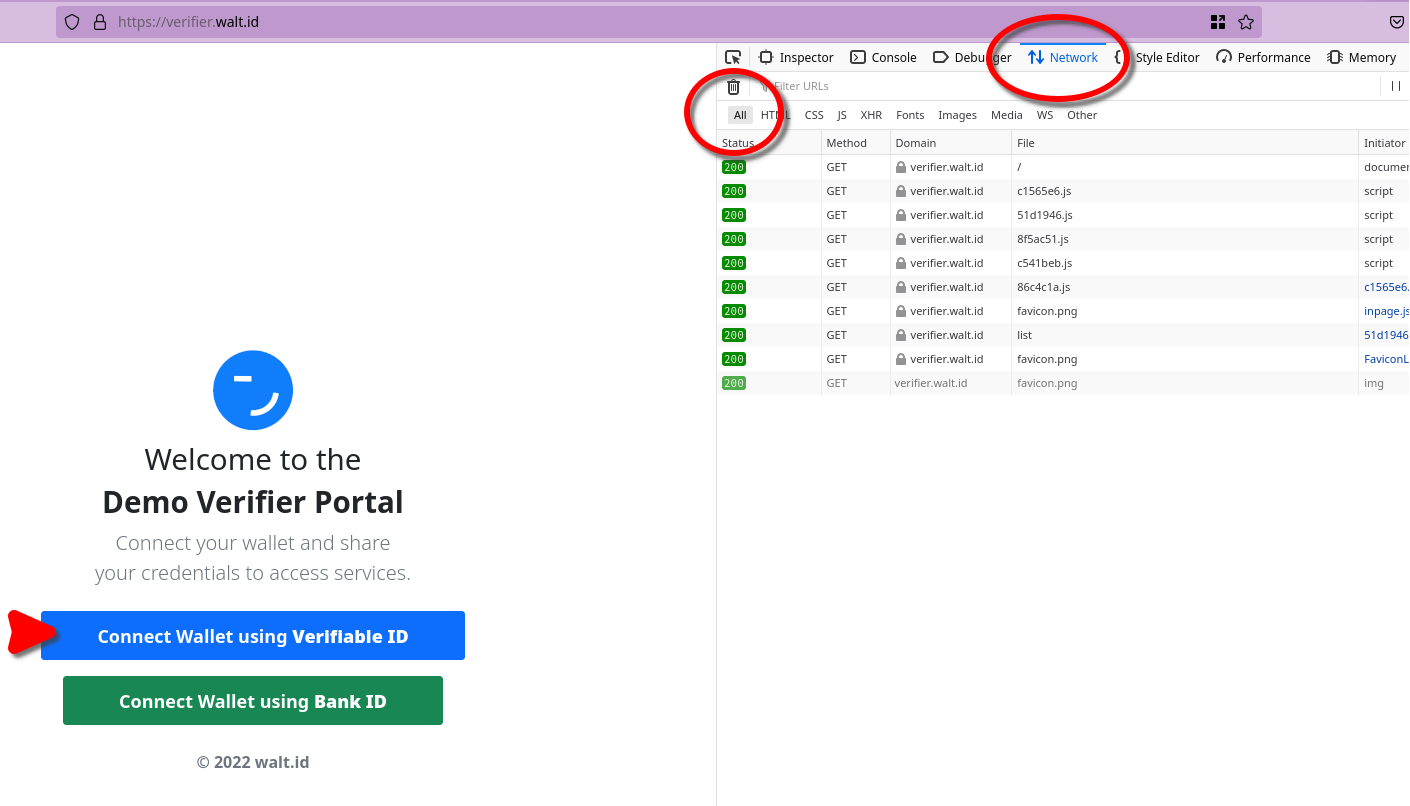 https://verifier.walt.id
Inspector Console Debugger Network Style Editor Performance Memory
Filter URLs
All HTML CSS JS XHR Fonts Images Media WS Other
Status Method Domain File Initiator
200 GET verifier.walt.id / documen
200 GET verifier.walt.id c1565e6.js script
200 GET verifier.walt.id 51d1946.js script
200 GET verifier.walt.id 8f5ac51.js script
200 GET verifier.walt.id c541beb.js script
200 GET verifier.walt.id 86c4c1a.js c1565e6.
200 GET verifier.walt.id favicon.png inpage.js
200 GET verifier.walt.id list 51d1946
200 GET verifier.walt.id favicon.png FaviconL
200 GET verifier.walt.id favicon.png img
Welcome to the
Demo Verifier Portal
Connect your wallet and share
your credentials to access services.
Connect Wallet using Verifiable ID
Connect Wallet using Bank ID
© 2022 walt.id